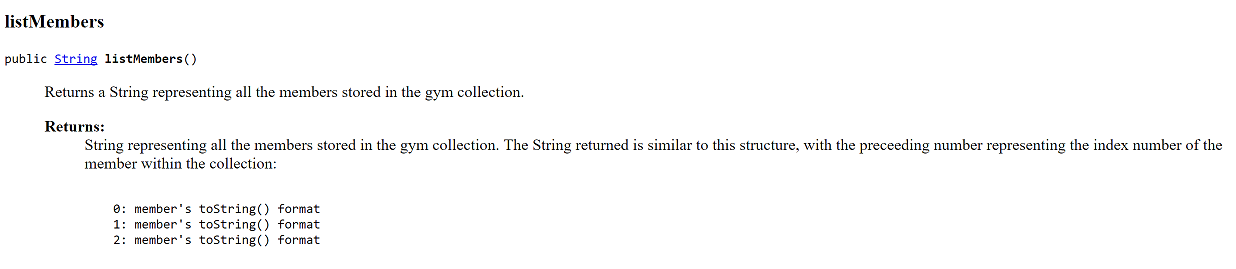 listMembers
public String listMembers()
Returns a String representing all the members stored in the gym collection.
Returns:
String representing all the members stored in the gym collection. The String returned is similar to this structure, with the preceeding number representing the index number of the
member within the collection:
0: member's toString() format
1: member's toString() format
2: member's toString() format